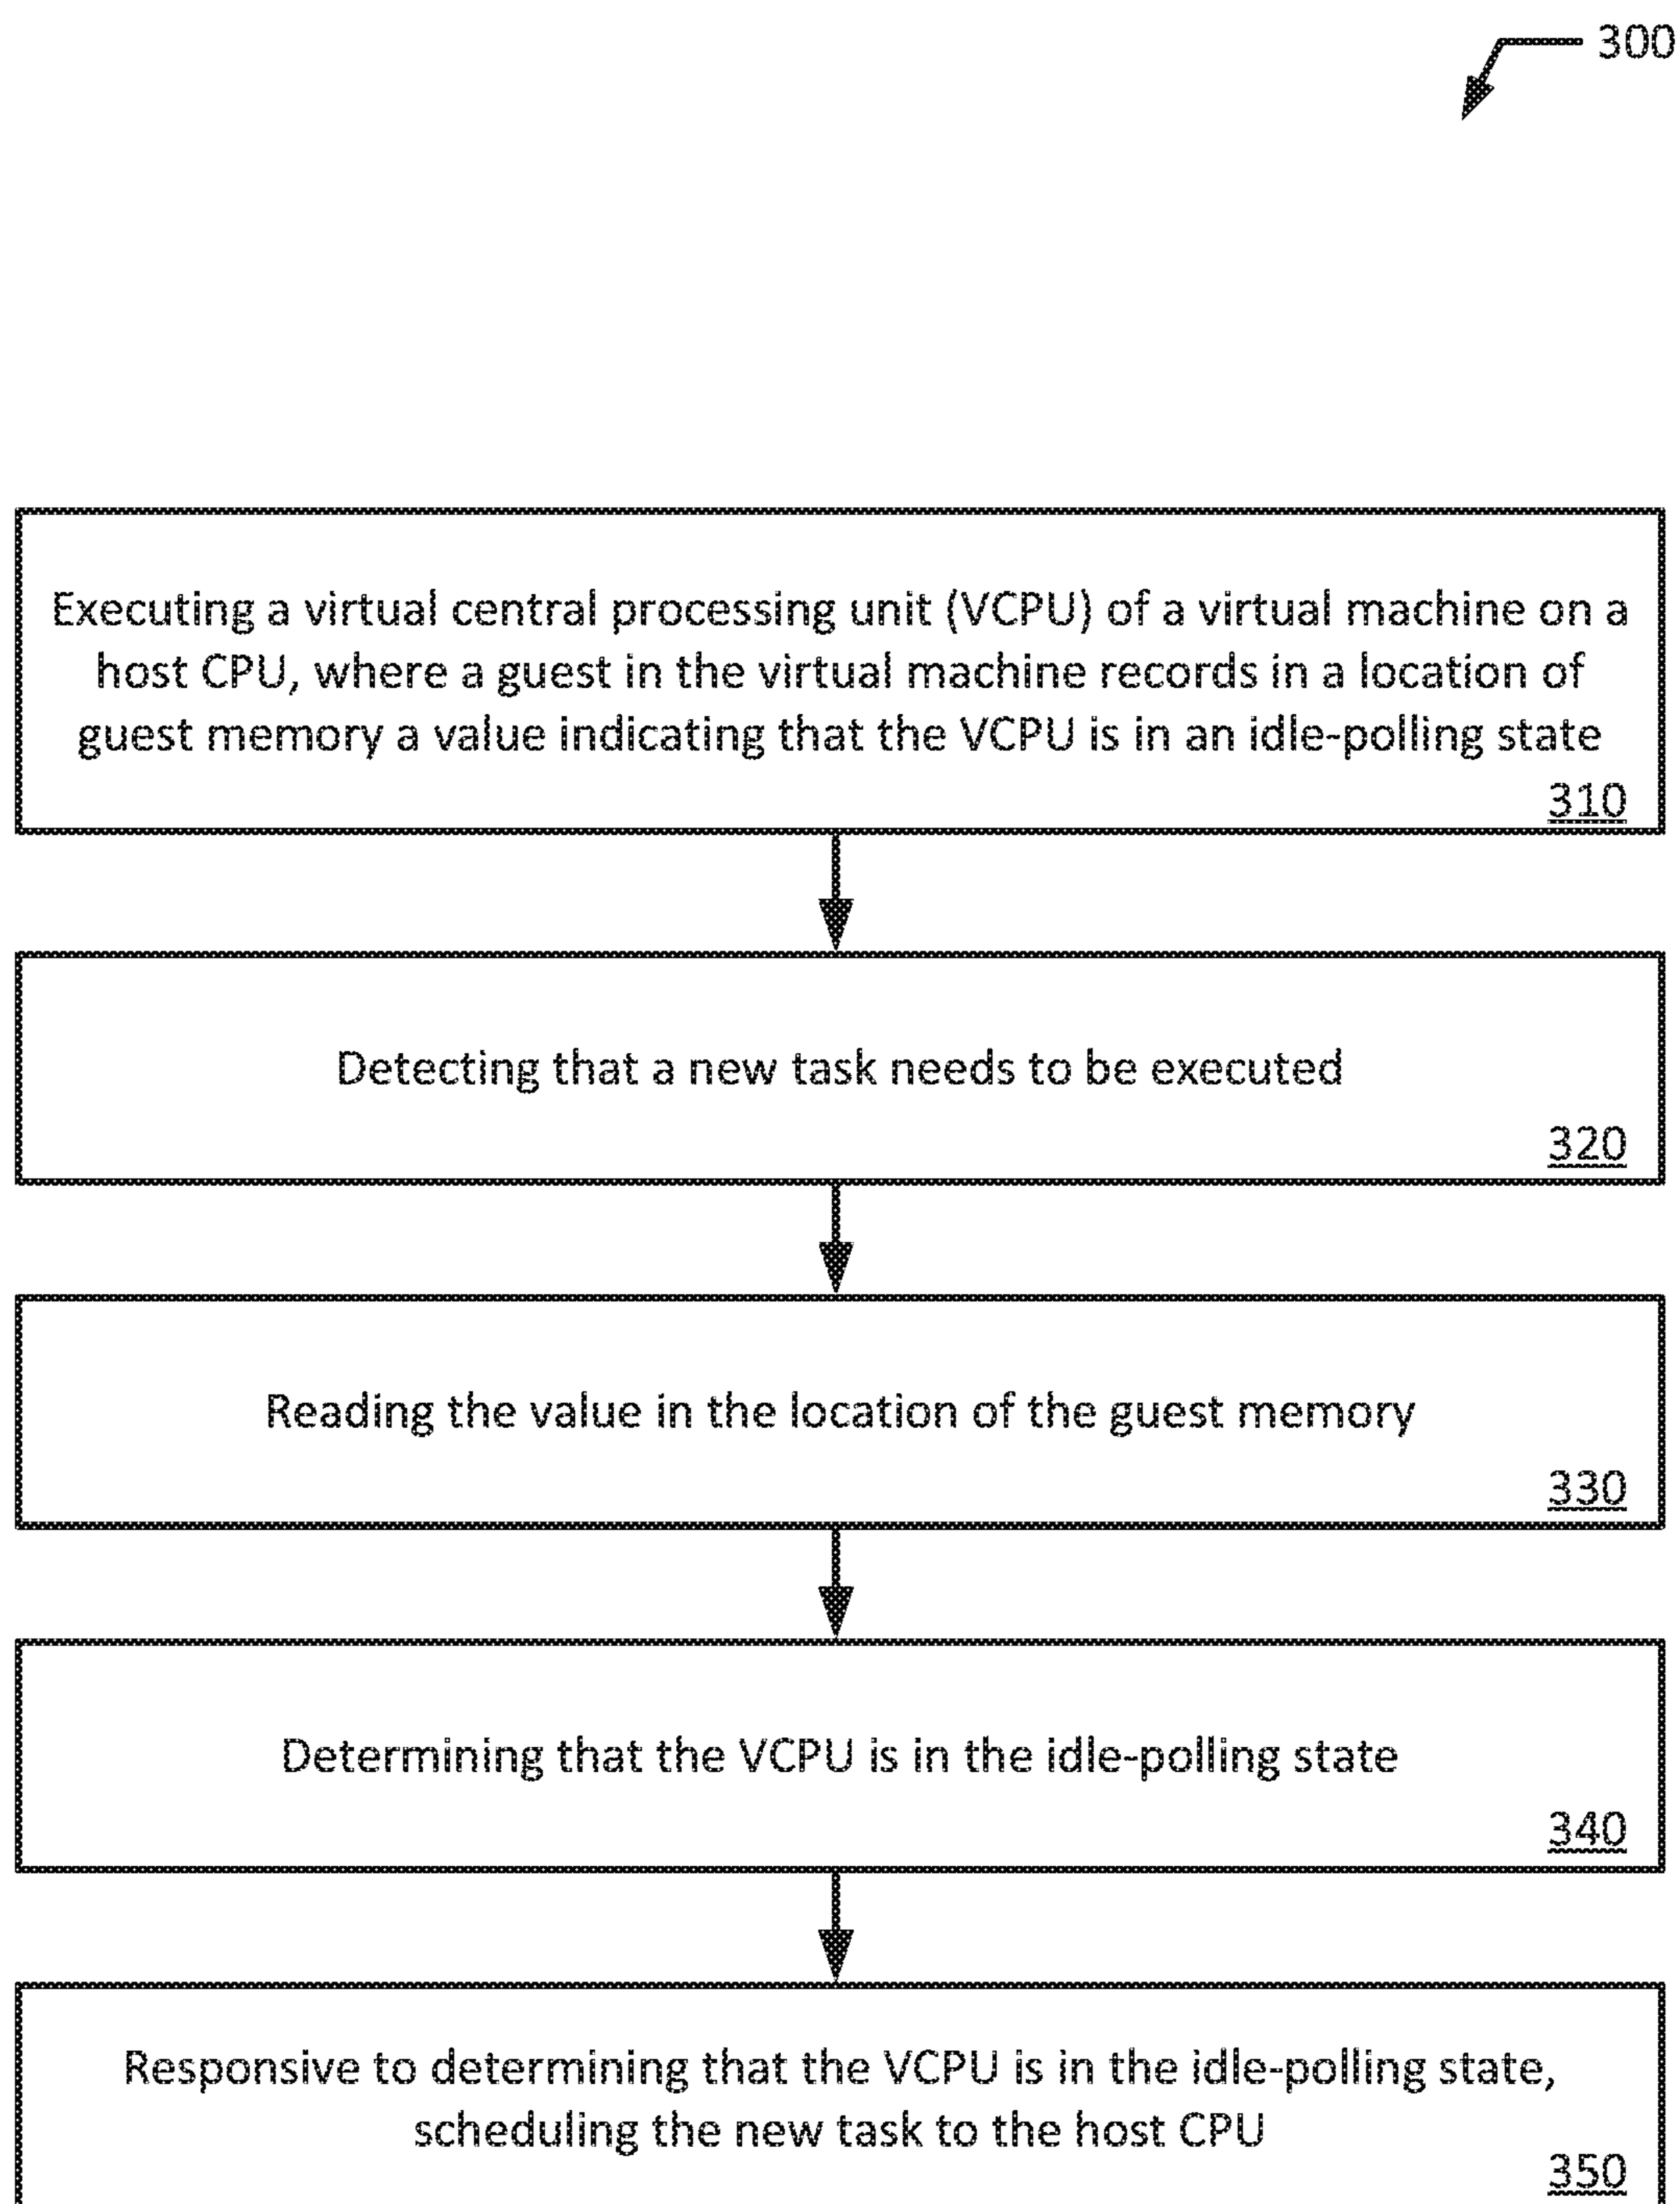 300
Executing a virtual central processing unit (VCPU) of a virtual machine on a
host CPU, where a guest in the virtual machine records in a location of
guest memory a value indicating that the VCPU is in an idle-polling state
310
Detecting that a new task needs to be executed
320
Reading the value in the location of the guest memory
330
Determining that the VCPU is in the idle-polling state
340
Responsive to determining that the VCPU is in the idle-polling state,
scheduling the new task to the host CPU
350